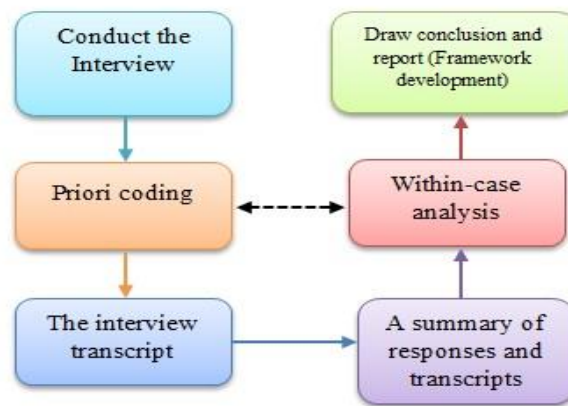 Conduct the
Interview
Draw conclusion and
report (Framework
development)
Priori coding
Within-case
analysis
The interview
transcript
A summary of
responses and
transcripts